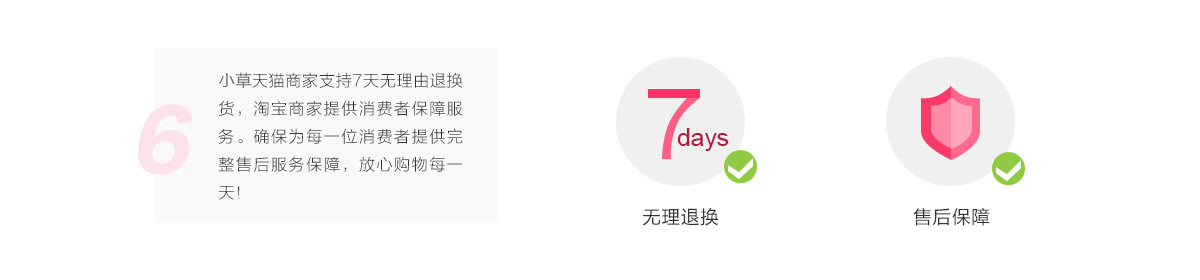 6
小草天猫商家支持7天无理由退换
货，淘宝商家提供消费者保障服
务。确保为每一位消费者提供完
整售后服务保障，放心购物每一
天!
7
days
无理退换
售后保障